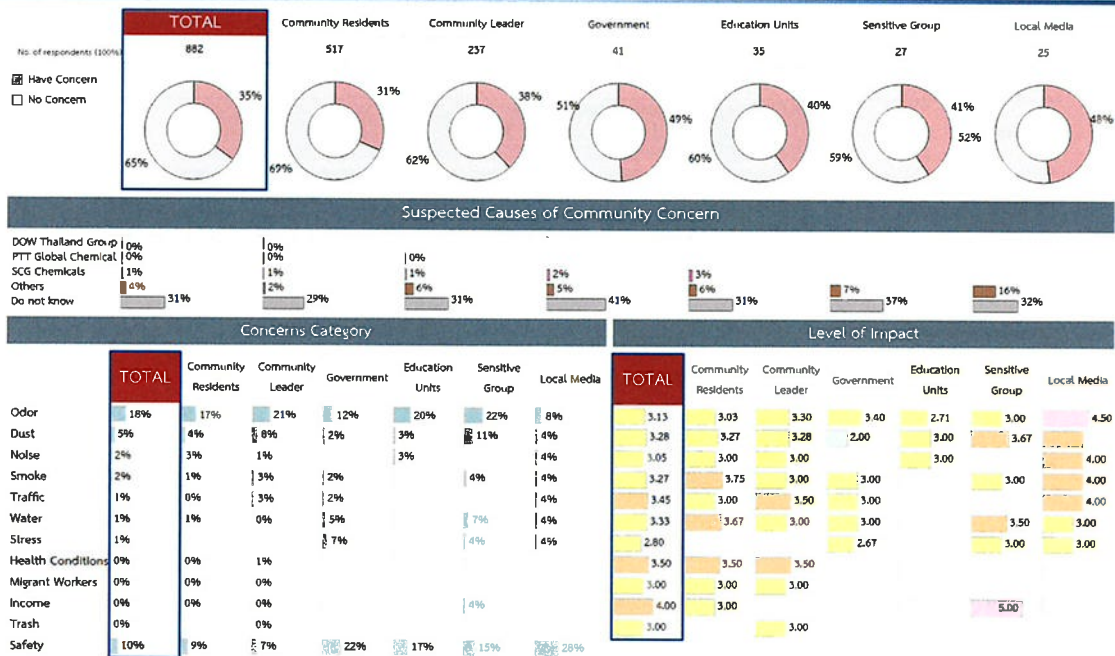 TOTAL Community Residents Community Leader Government Education Units Sensitive Group Local Media
No. of respondents (100%) 882 517 237 41 35 27 25
Have Concern
No Concern
35% 31% 38% 51% 49% 40% 41% 52% 48%
65% 69% 62% 60% 59%
Suspected Causes of Community Concern
DOW Thailand Group 0% 0%
PTT Global Chemical 0% 0% 0%
SCG Chemicals 1% 1% 1% 2% 3%
Others 4% 2% 6% 5% 6% 7% 16%
Do not know 31% 29% 31% 41% 31% 37% 32%
Concerns Category Level of Impact
TOTAL Community Residents Community Leader Government Education Units Sensitive Group Local Media TOTAL Community Residents Community Leader Government Education Units Sensitive Group Local Media
Odor 18% 17% 21% 12% 20% 22% 8% 3.13 3.03 3.30 3.40 2.71 3.00 4.50
Dust 5% 4% 8% 2% 3% 11% 4% 3.28 3.27 3.28 2.00 3.00 3.67
Noise 2% 3% 1% 3% 4% 3.05 3.00 3.00 3.00 4.00
Smoke 2% 1% 3% 2% 4% 4% 3.27 3.75 3.00 3.00 3.00 4.00
Traffic 1% 0% 3% 2% 4% 3.45 3.00 3.50 3.00 4.00
Water 1% 1% 0% 5% 7% 4% 3.33 3.67 3.00 3.00 3.50 3.00
Stress 1% 7% 4% 4% 2.80 2.67 3.00 3.00
Health Conditions 0% 0% 1% 3.50 3.50 3.50
Migrant Workers 0% 0% 0% 3.00 3.00 3.00
Income 0% 0% 0% 4% 4.00 3.00 5.00
Trash 0% 0% 3.00 3.00
Safety 10% 9% 7% 22% 17% 15% 28%